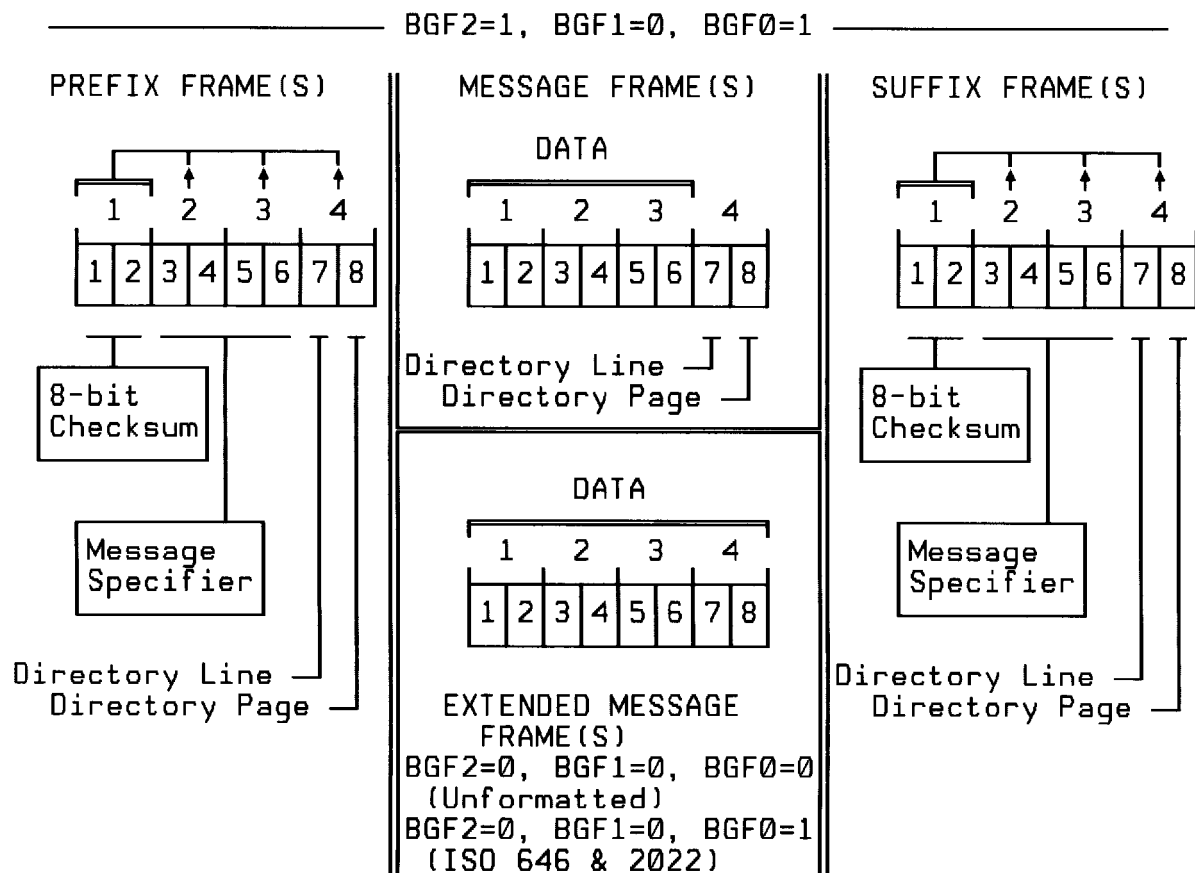 BGF2=1, BGF1=0, BGF0=1
PREFIX FRAME(S)
1 2 3 4
1 2 3 4 5 6 7 8
8-bit
Checksum
Message
Specifier
Directory Line
Directory Page
MESSAGE FRAME(S)
DATA
1 2 3 4
1 2 3 4 5 6 7 8
Directory Line
Directory Page
DATA
1 2 3 4
1 2 3 4 5 6 7 8
EXTENDED MESSAGE
FRAME(S)
BGF2=0, BGF1=0, BGF0=0
(Unformatted)
BGF2=0, BGF1=0, BGF0=1
(ISO 646 & 2022)
SUFFIX FRAME(S)
1 2 3 4
1 2 3 4 5 6 7 8
8-bit
Checksum
Message
Specifier
Directory Line
Directory Page